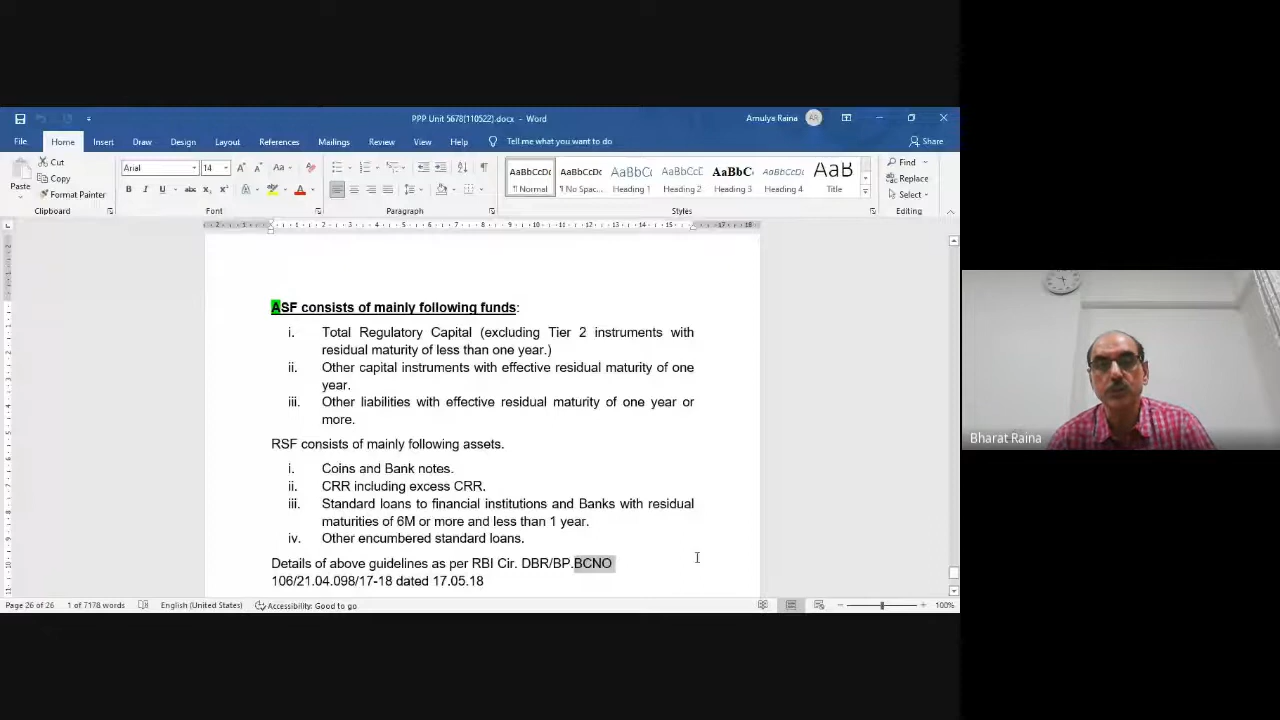 PPP Unit 5678(110522).docx - Word
Amulya Raina
AR
File Home Insert Draw Design Layout References Mailings Review View Help Tell me what you want to do Share
Paste
Cut
Copy
Format Painter
Clipboard
Arial 14
Font
Paragraph
AaBbCcDc AaBbCcDc AaBbCc AaBbCcD AaBbC AaBbCcD AaB
¶ Normal ¶ No Spac... Heading 1 Heading 2 Heading 3 Heading 4 Title
Styles
Find
Replace
Select
Editing
ASF consists of mainly following funds:
i. Total Regulatory Capital (excluding Tier 2 instruments with
residual maturity of less than one year.)
ii. Other capital instruments with effective residual maturity of one
year.
iii. Other liabilities with effective residual maturity of one year or
more.
RSF consists of mainly following assets.
i. Coins and Bank notes.
ii. CRR including excess CRR.
iii. Standard loans to financial institutions and Banks with residual
maturities of 6M or more and less than 1 year.
iv. Other encumbered standard loans.
Details of above guidelines as per RBI Cir. DBR/BP.BCNO
106/21.04.098/17-18 dated 17.05.18
Page 26 of 26 1 of 7178 words English (United States) Accessibility: Good to go 100%
Bharat Raina